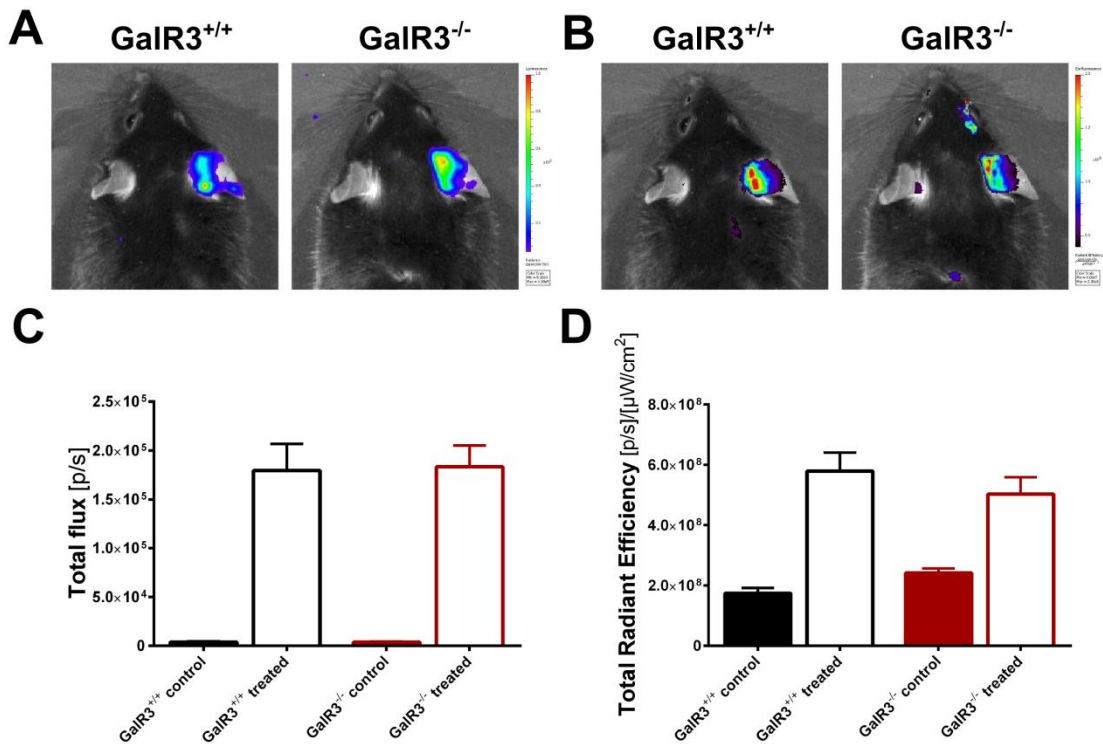 A
GalR3+/+
GalR3-/-
B
GalR3+/+
GalR3-/-
Luminescence
C
Total flux [p/s]
2.5×10⁵
2.0×10⁵
1.5×10⁵
1.0×10⁵
5.0×10⁴
0
GalR3+/+ control
GalR3+/+ treated
GalR3-/- control
GalR3-/- treated
D
Total Radiant Efficiency [p/s]/[µW/cm²]
8.0×10⁸
6.0×10⁸
4.0×10⁸
2.0×10⁸
0
GalR3+/+ control
GalR3+/+ treated
GalR3-/- control
GalR3-/- treated